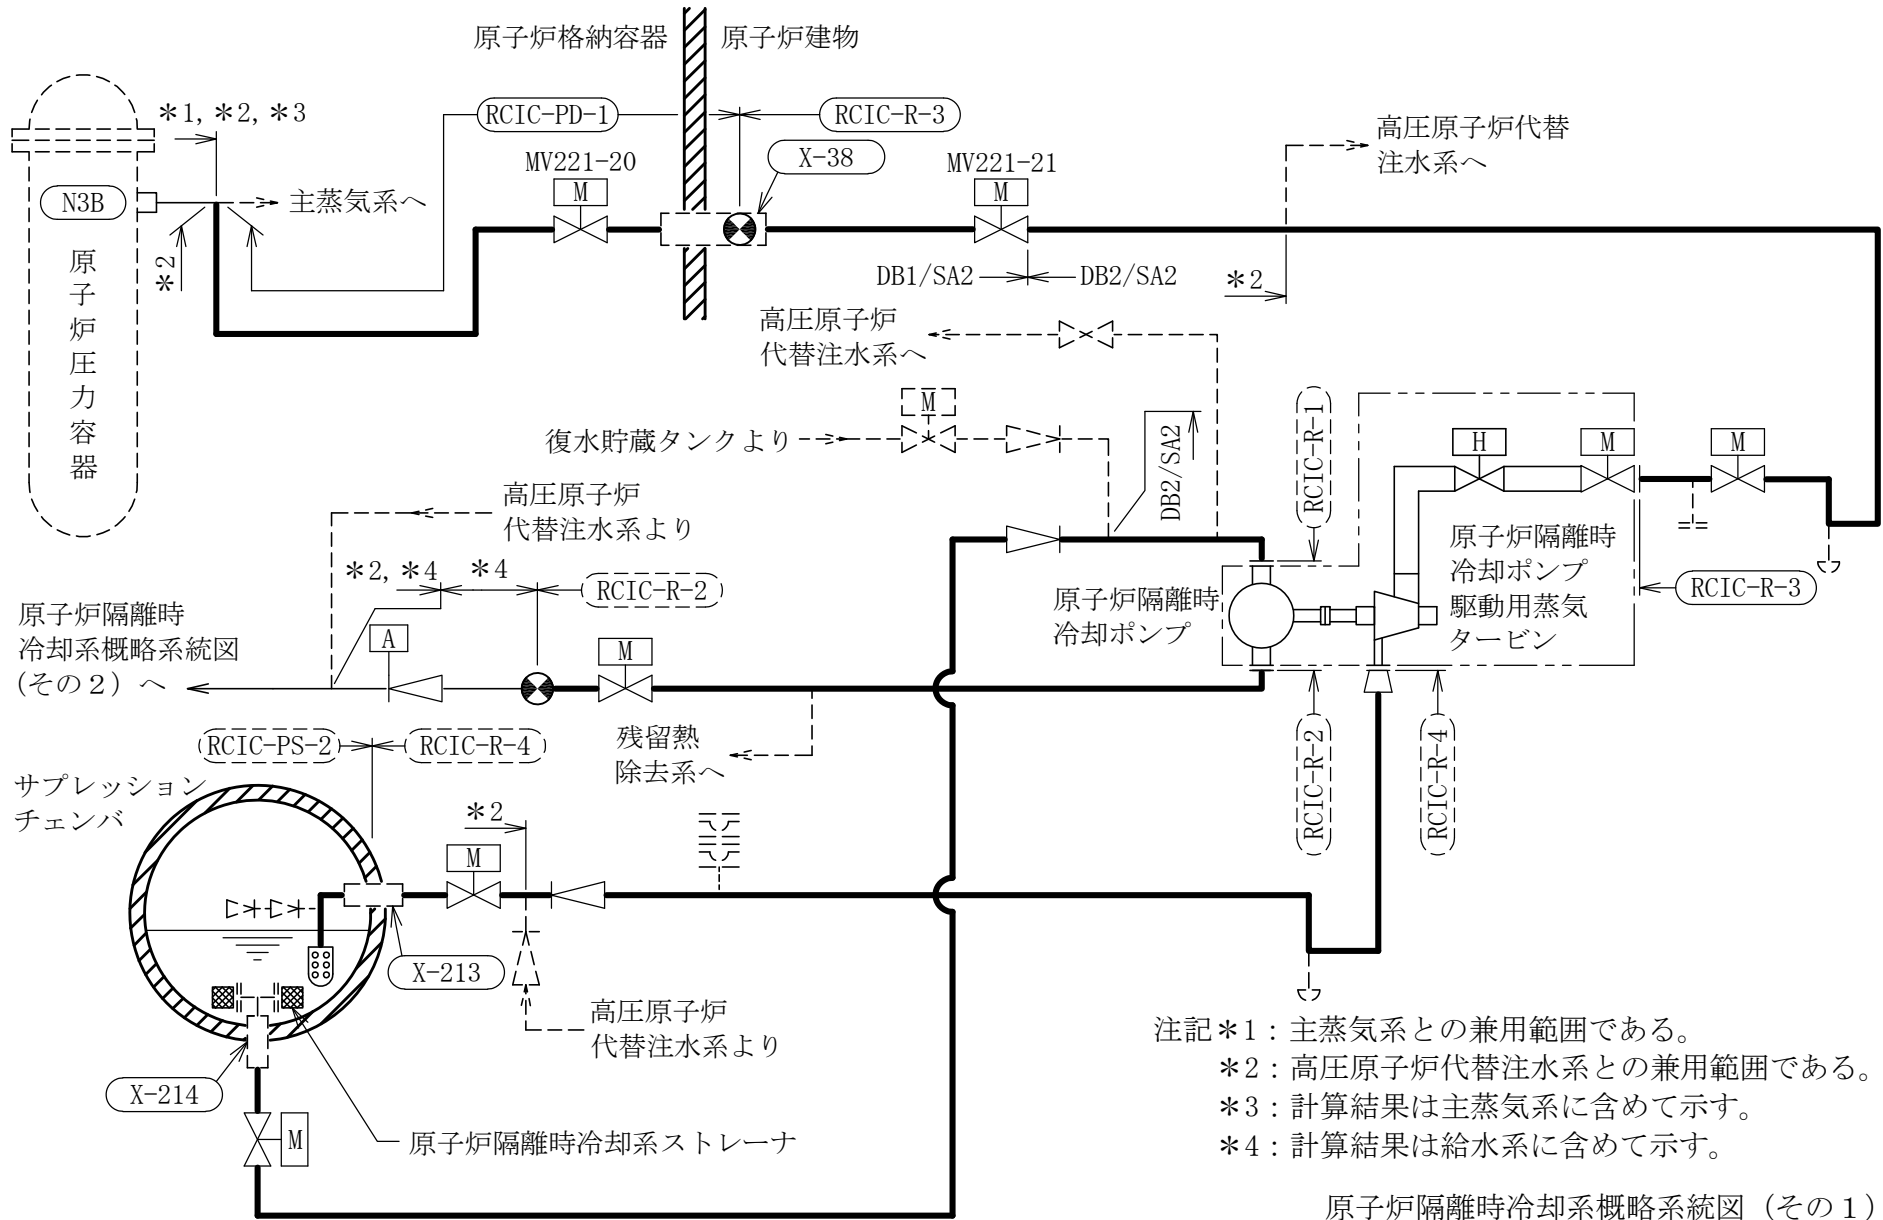 原子炉格納容器
原子炉建物
*1, *2, *3
RCIC-PD-1
RCIC-R-3
高圧原子炉代替
注水系へ
MV221-20
X-38
MV221-21
M
M
N3B
主蒸気系へ
原子炉圧力容器
*2
DB1/SA2
DB2/SA2
*2
高圧原子炉
代替注水系へ
M
復水貯蔵タンクより
DB2/SA2
RCIC-R-1
H
M
M
高圧原子炉
代替注水系より
*2, *4
*4
RCIC-R-2
原子炉隔離時
冷却ポンプ
原子炉隔離時
冷却ポンプ
駆動用蒸気
タービン
RCIC-R-3
原子炉隔離時
冷却系概略系統図
(その2) へ
A
M
RCIC-PS-2
RCIC-R-4
残留熱
除去系へ
RCIC-R-2
RCIC-R-4
サプレッション
チェンバ
*2
M
X-213
高圧原子炉
代替注水系より
X-214
M
原子炉隔離時冷却系ストレーナ
注記*1：主蒸気系との兼用範囲である。
*2：高圧原子炉代替注水系との兼用範囲である。
*3：計算結果は主蒸気系に含めて示す。
*4：計算結果は給水系に含めて示す。
原子炉隔離時冷却系概略系統図（その1）